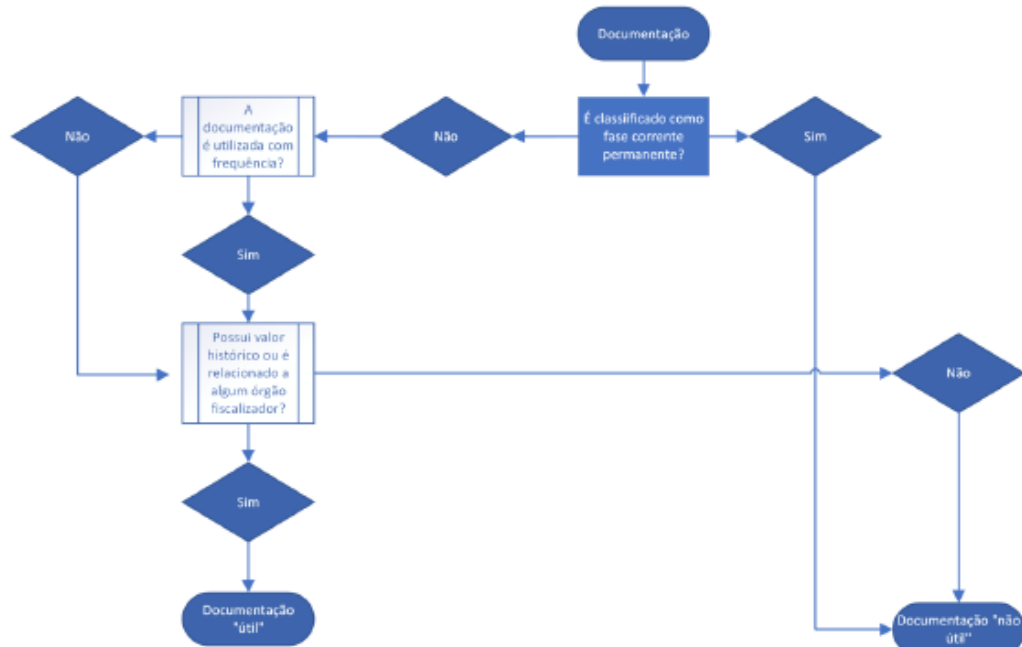 Documentação
Não
A
documentação
é utilizada com
frequência?
Não
É classiificado como
fase corrente
permanente?
Sim
Sim
Possui valor
histórico ou é
relacionado a
algum órgão
fiscalizador?
Não
Sim
Documentação
"útil"
Documentação "não
útil"